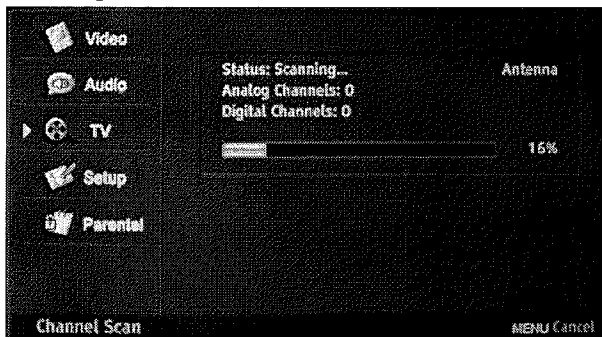 Video
Audio
TV
Setup
Parental
Status: Scanning...
Antenna
Analog Channels: 0
Digital Channels: 0
16%
Channel Scan
MENU Cancel